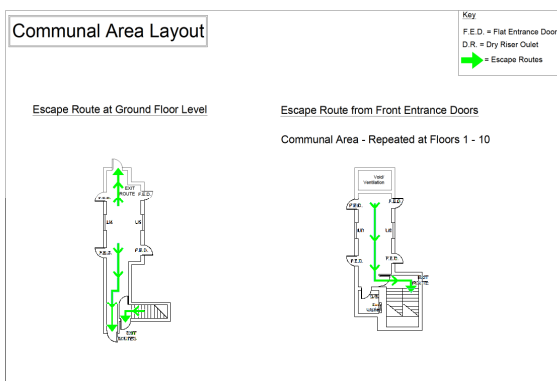 Communal Area Layout
Key
F.E.D. = Flat Entrance Door
D.R. = Dry Riser Oulet
= Escape Routes
Escape Route at Ground Floor Level
Escape Route from Front Entrance Doors
Communal Area - Repeated at Floors 1 - 10
EXIT
ROUTE
F.E.D.
F.E.D.
Lift
Lift
F.E.D.
F.E.D.
EXIT
ROUTES
Void/
Ventilation
F.E.D.
F.E.D.
Lift
Lift
F.E.D.
F.E.D.
EXIT
ROUTE
D.R.